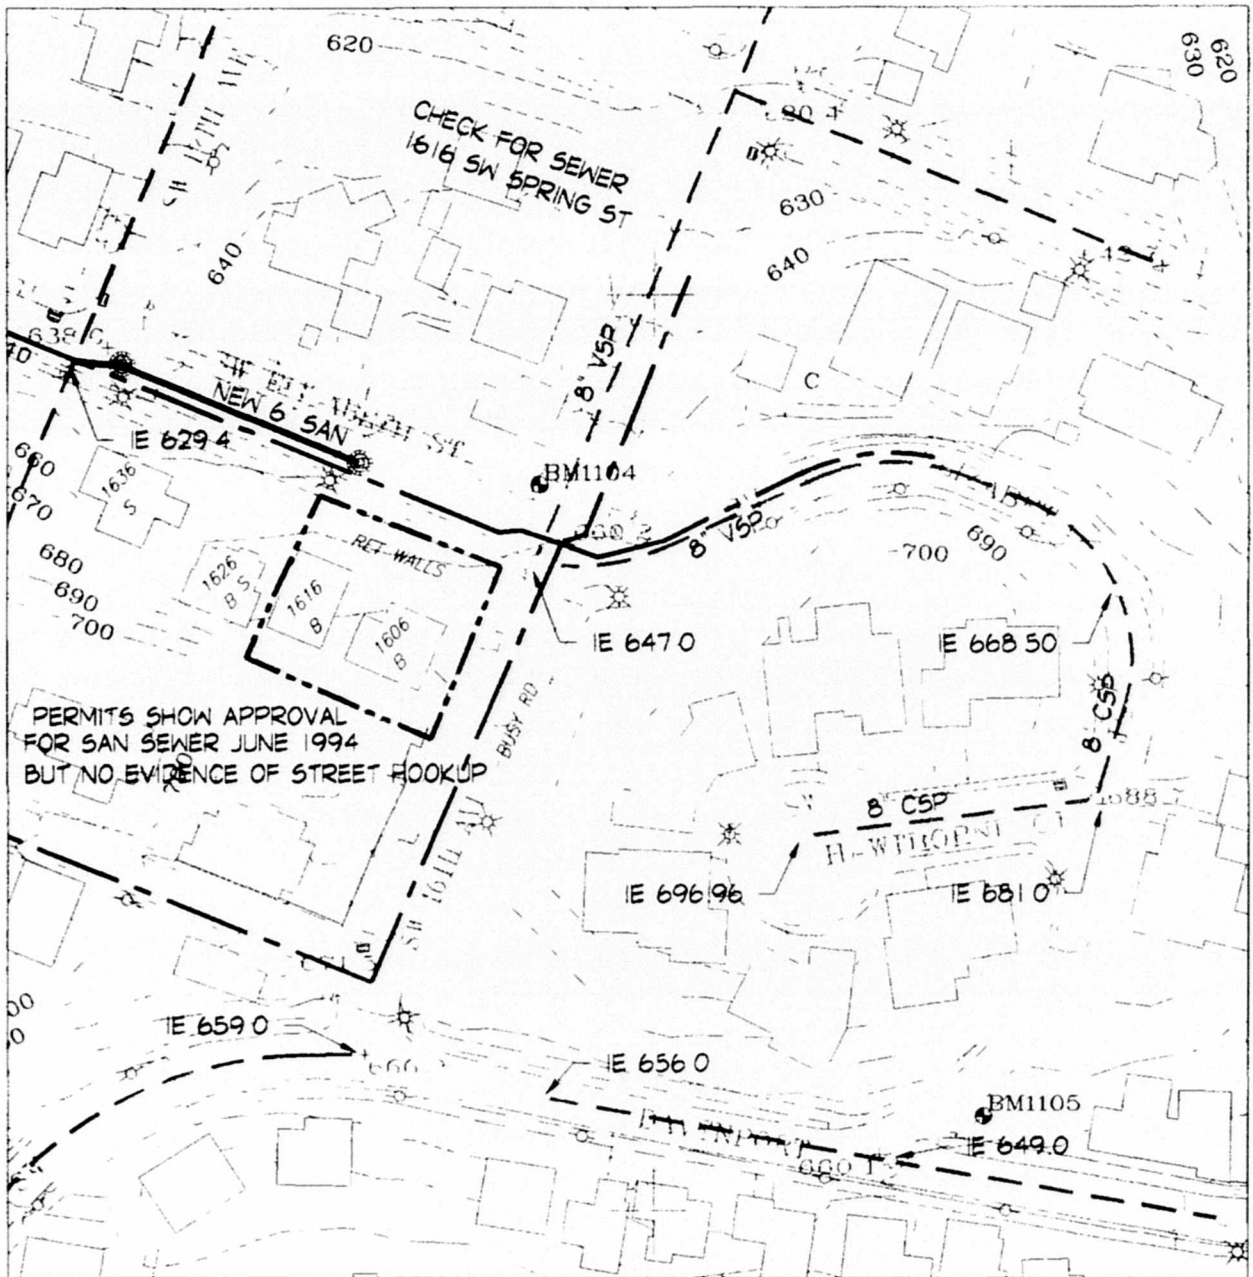 620
630
620
CHECK FOR SEWER
1616 SW SPRING ST
630
640
640
8" VSP
C
NEW 6 SAN
IE 629.4
BM1104
660
670
680
690
700
1636
S
RET WALLS
1626
S
B
1616
B
1606
B
8" VSP
700
690
IE 647.0
IE 668.50
BUSY RD
8" CSP
PERMITS SHOW APPROVAL
FOR SAN SEWER JUNE 1994
BUT NO EVIDENCE OF STREET HOOKUP
8" CSP
IE 696.96
IE 681.0
SW 16TH AV
IE 659.0
IE 656.0
BM1105
IE 649.0